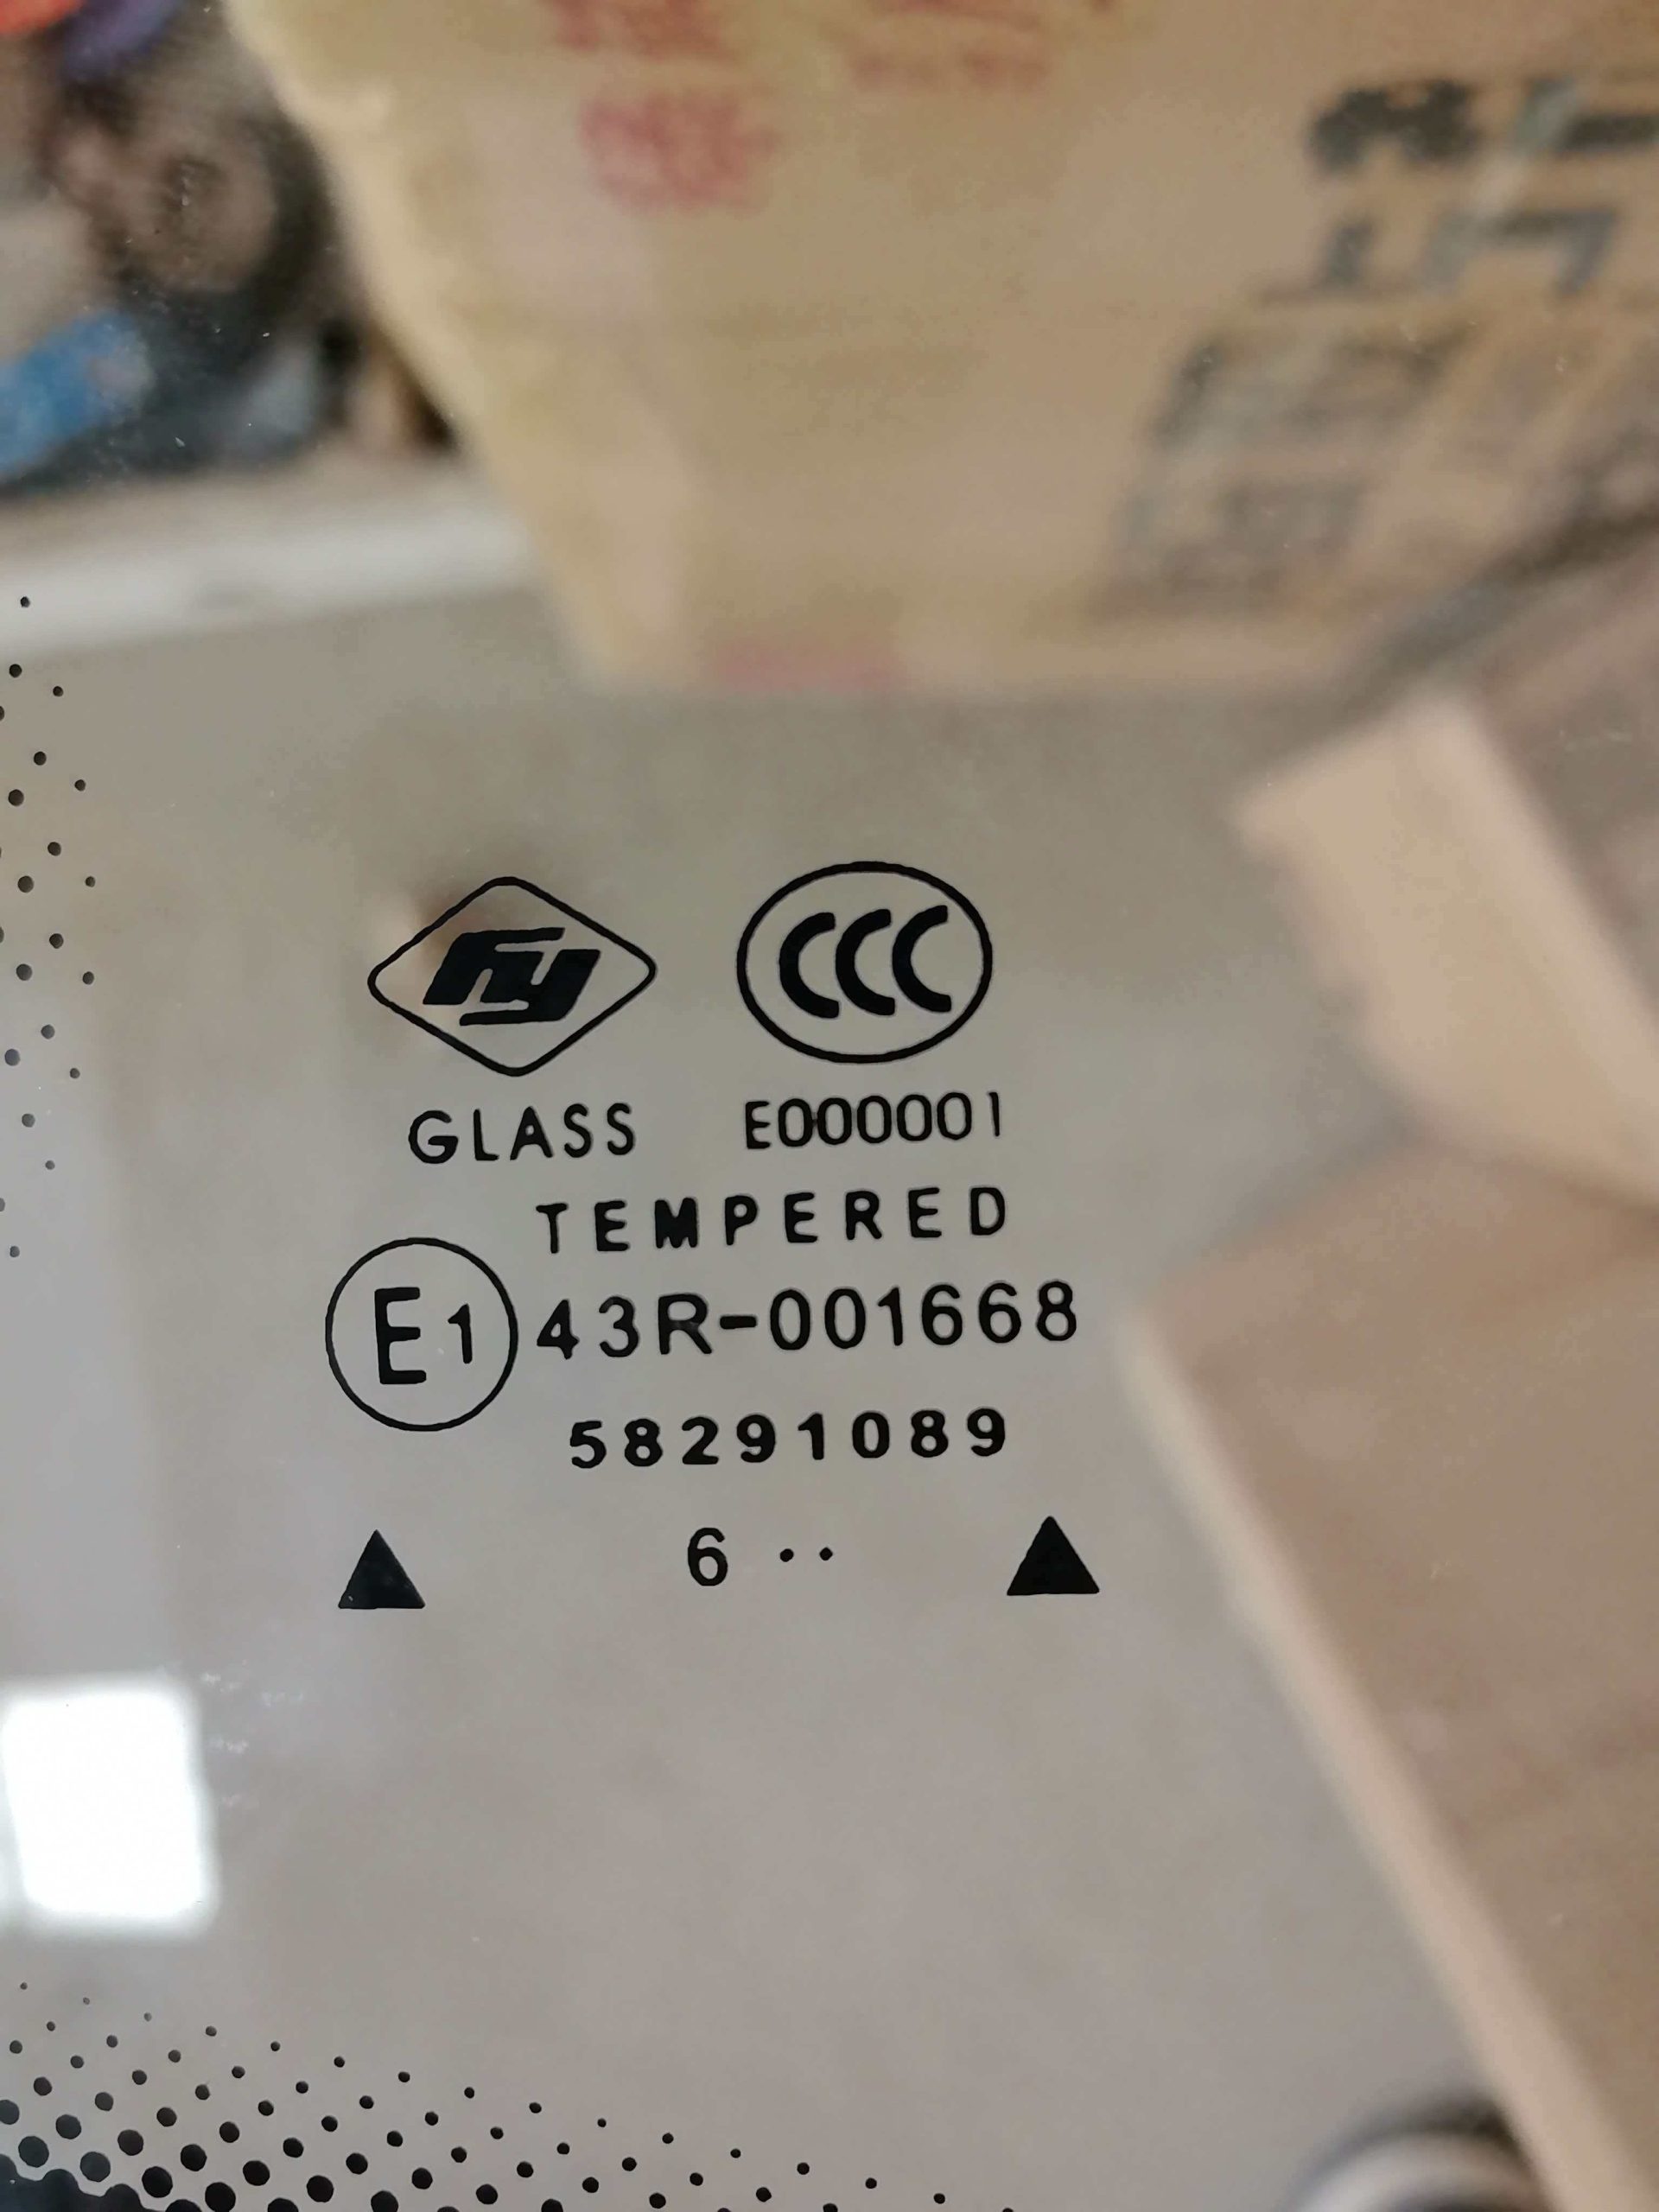 fy CCC
GLASS E000001
TEMPERED
E1 43R-001668
58291089
6 ··